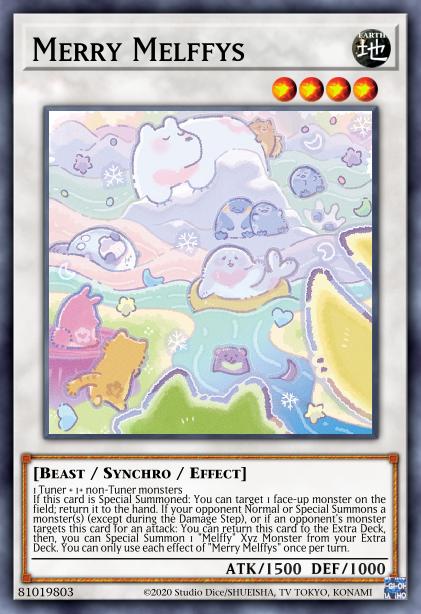 MERRY MELFFYS
EARTH
地
[BEAST / SYNCHRO / EFFECT]
1 Tuner + 1+ non-Tuner monsters
If this card is Special Summoned: You can target 1 face-up monster on the
field; return it to the hand. If your opponent Normal or Special Summons a
monster(s) (except during the Damage Step), or if an opponent's monster
targets this card for an attack: You can return this card to the Extra Deck,
then, you can Special Summon 1 "Melffy" Xyz Monster from your Extra
Deck. You can only use each effect of "Merry Melffys" once per turn.
ATK/1500 DEF/1000
81019803 ©2020 Studio Dice/SHUEISHA, TV TOKYO, KONAMI